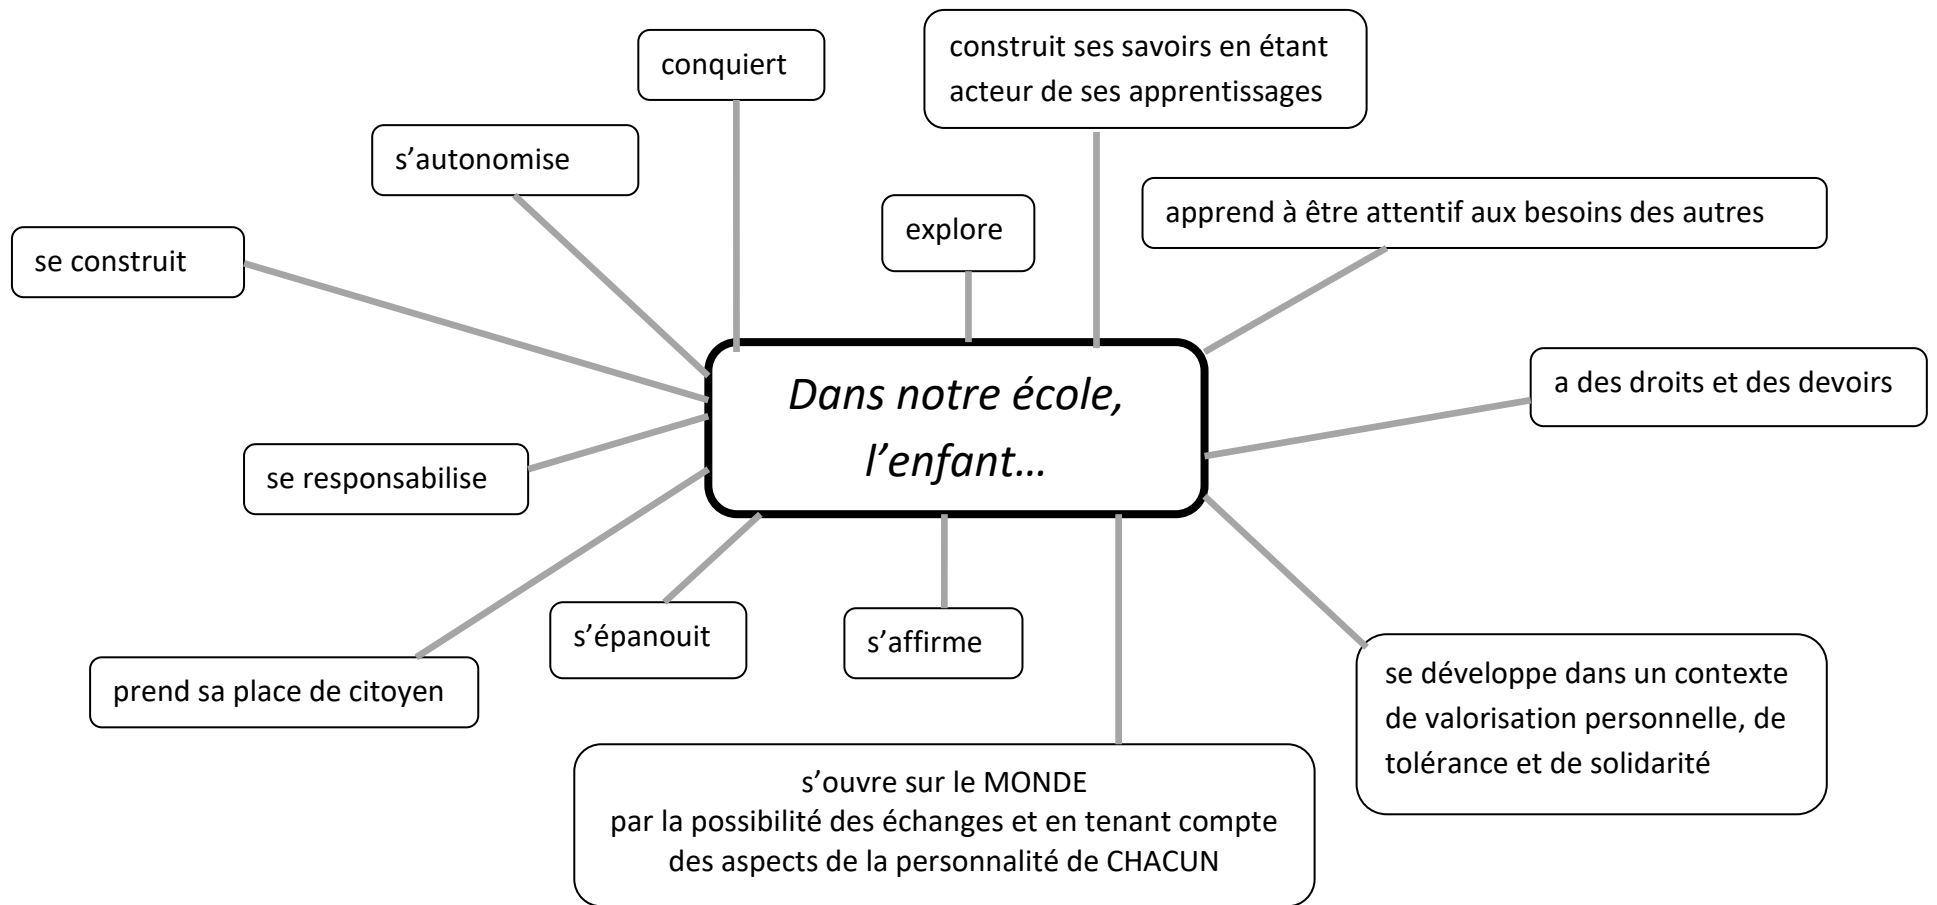 conquiert
construit ses savoirs en étant
acteur de ses apprentissages
s’autonomise
explore
apprend à être attentif aux besoins des autres
se construit
Dans notre école,
l’enfant…
a des droits et des devoirs
se responsabilise
s’épanouit
s’affirme
prend sa place de citoyen
se développe dans un contexte
de valorisation personnelle, de
tolérance et de solidarité
s’ouvre sur le MONDE
par la possibilité des échanges et en tenant compte
des aspects de la personnalité de CHACUN